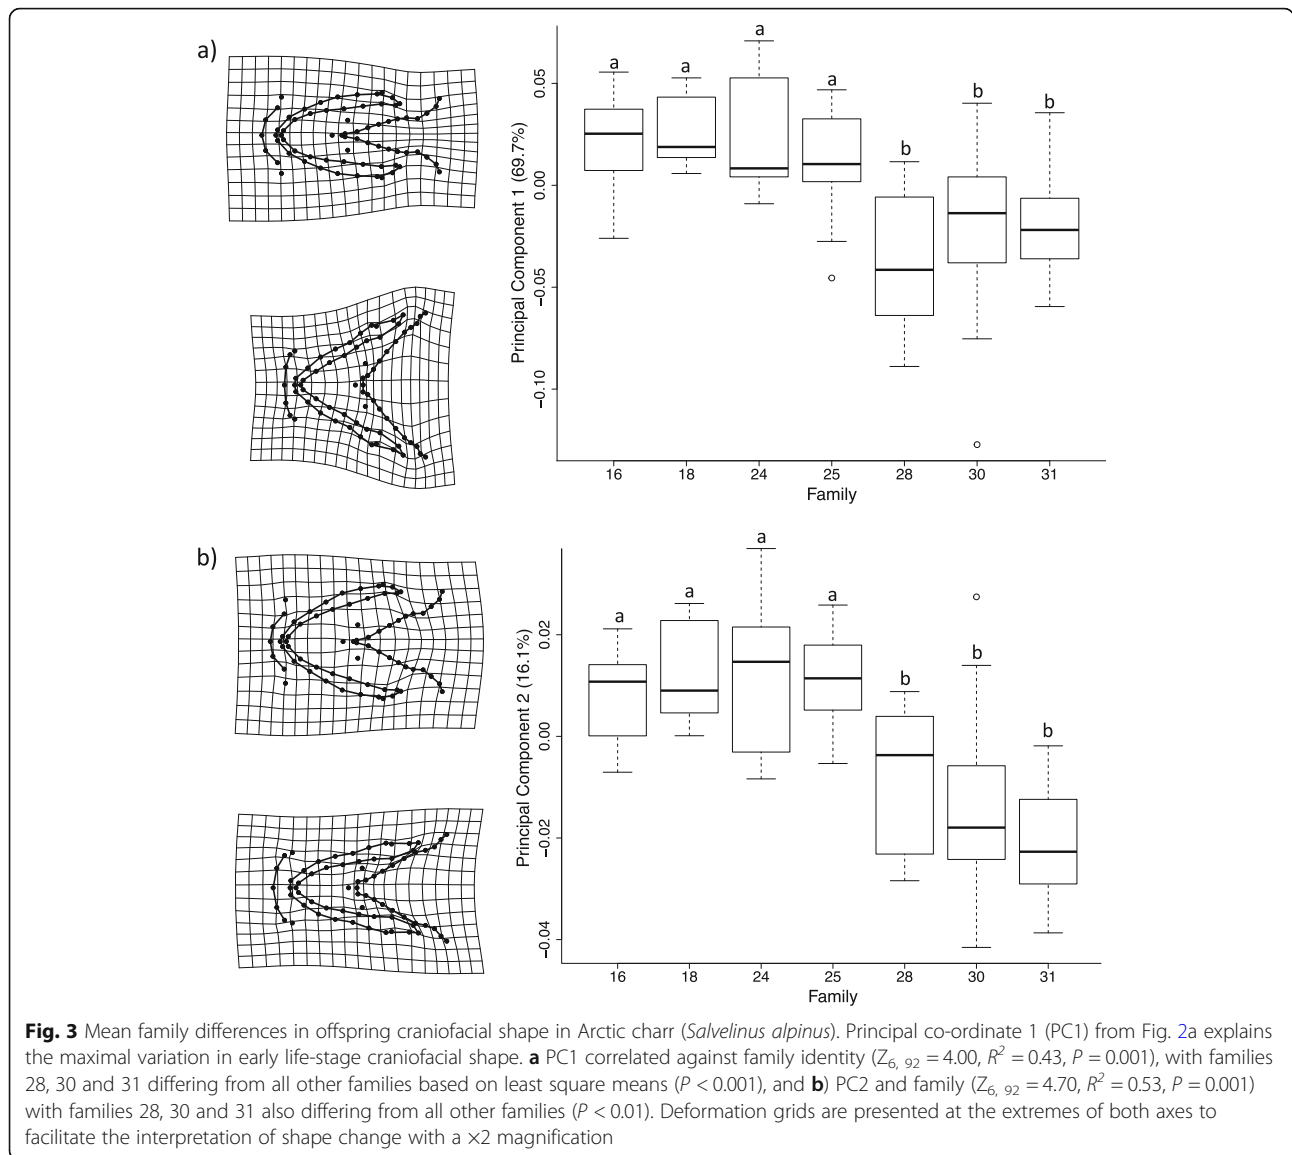 a)
a
a
a
a
b
b
b
0.05
0.00
−0.05
−0.10
Principal Component 1 (69.7%)
16 18 24 25 28 30 31
Family
b)
a
a
a
a
b
b
b
0.02
0.00
−0.02
−0.04
Principal Component 2 (16.1%)
16 18 24 25 28 30 31
Family
Fig. 3 Mean family differences in offspring craniofacial shape in Arctic charr (Salvelinus alpinus). Principal co-ordinate 1 (PC1) from Fig. 2a explains
the maximal variation in early life-stage craniofacial shape. a PC1 correlated against family identity (Z6, 92 = 4.00, R² = 0.43, P = 0.001), with families
28, 30 and 31 differing from all other families based on least square means (P < 0.001), and b) PC2 and family (Z6, 92 = 4.70, R² = 0.53, P = 0.001)
with families 28, 30 and 31 also differing from all other families (P < 0.01). Deformation grids are presented at the extremes of both axes to
facilitate the interpretation of shape change with a ×2 magnification